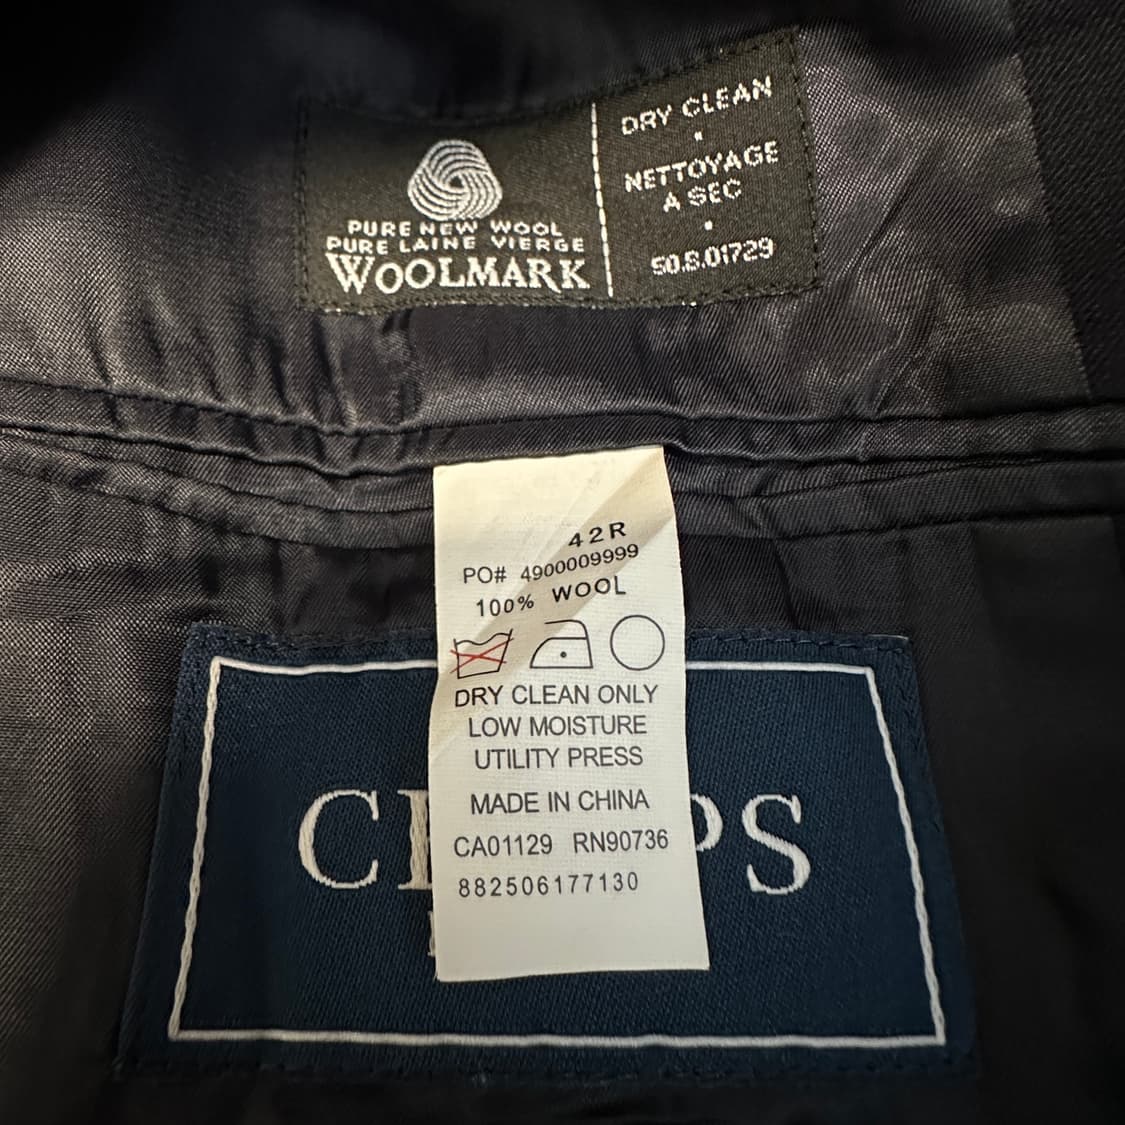 PURE NEW WOOL
PURE LAINE VIERGE
WOOLMARK
DRY CLEAN
NETTOYAGE
A SEC
S0.S.01729
42R
PO# 4900009999
100% WOOL
DRY CLEAN ONLY
LOW MOISTURE
UTILITY PRESS
MADE IN CHINA
CA01129 RN90736
882506177130